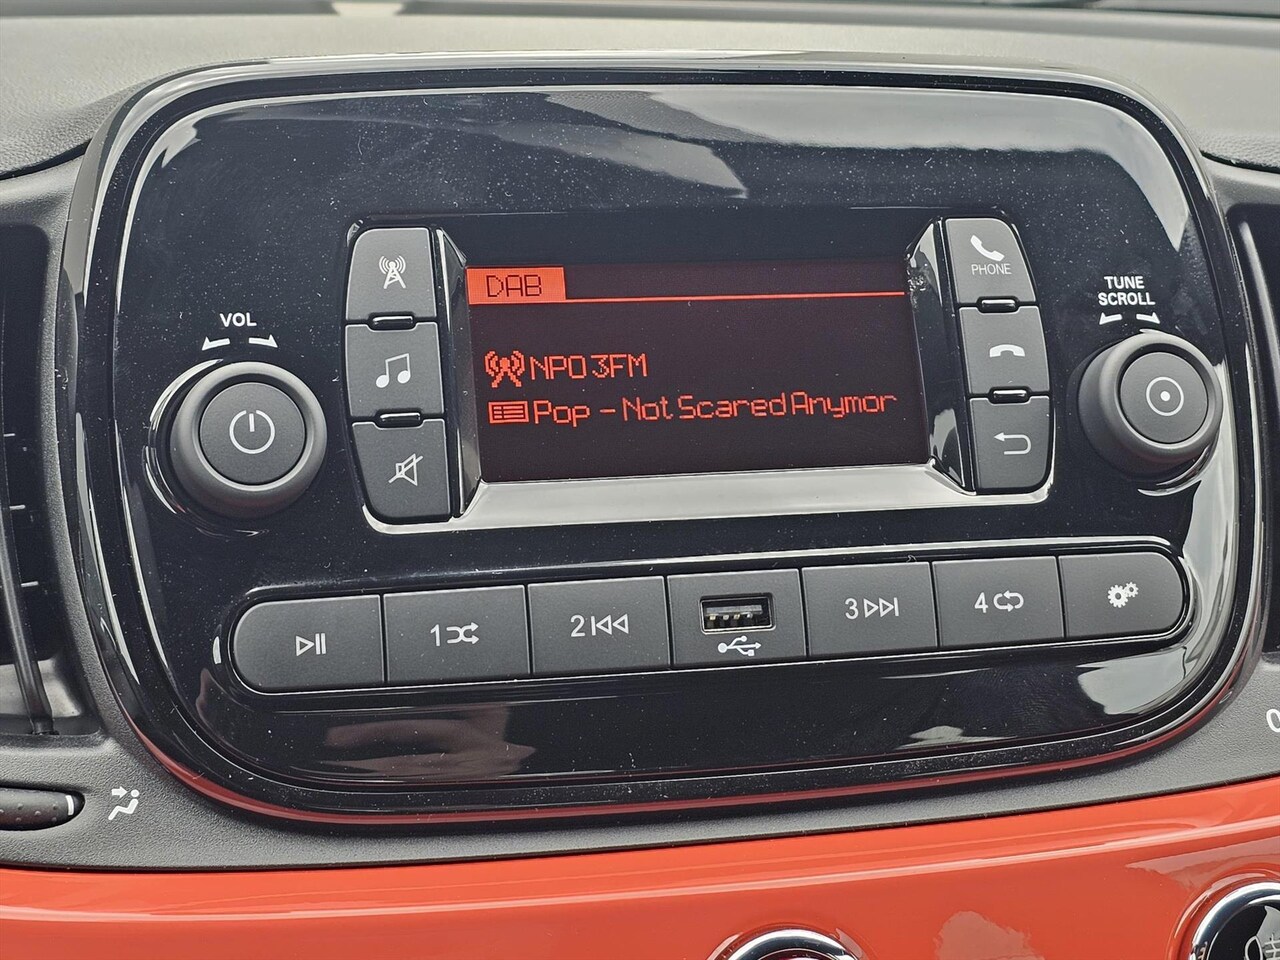 VOL
PHONE
TUNE
SCROLL
DAB
NPO 3FM
Pop - Not Scared Anymor
1
2
3
4